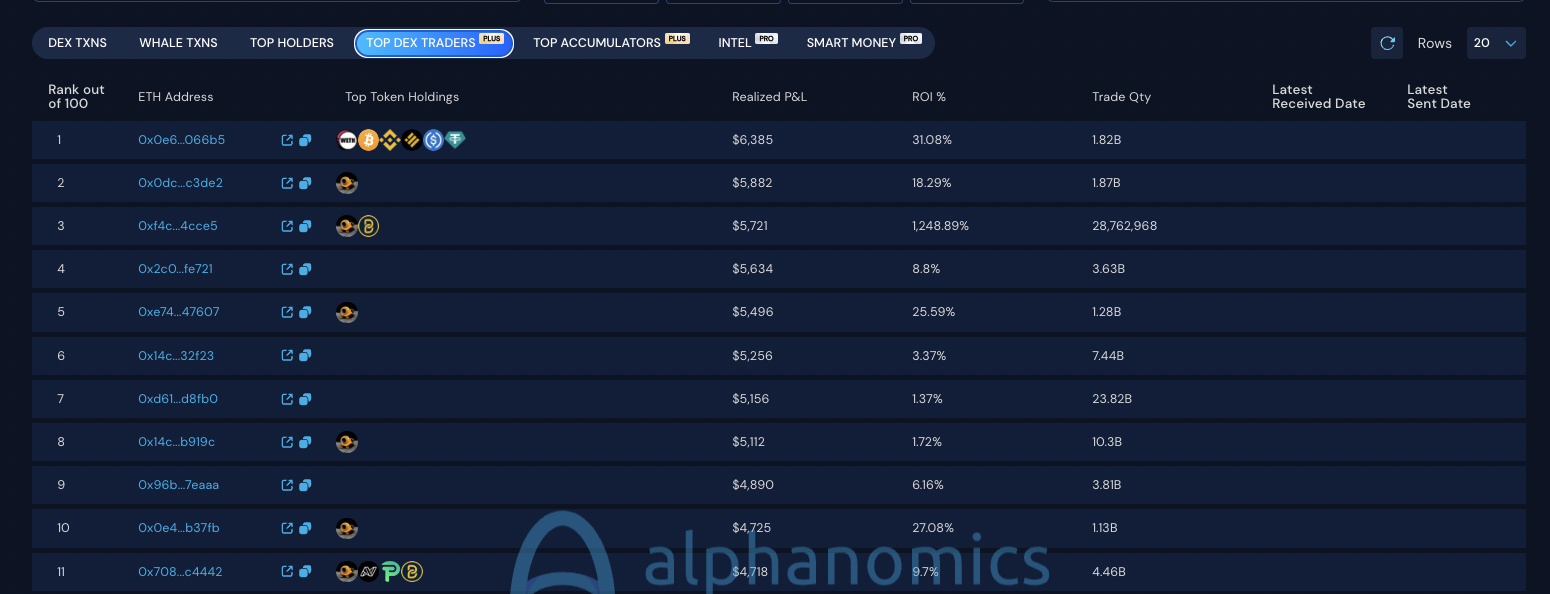 DEX TXNS WHALE TXNS TOP HOLDERS TOP DEX TRADERS PLUS TOP ACCUMULATORS PLUS INTEL PRO SMART MONEY PRO Rows 20
Rank out of 100 ETH Address Top Token Holdings Realized P&L ROI % Trade Qty Latest Received Date Latest Sent Date
1 0x0e6...066b5 WETH $6,385 31.08% 1.82B
2 0x0dc...c3de2 $5,882 18.29% 1.87B
3 0xf4c...4cce5 $5,721 1,248.89% 28,762,968
4 0x2c0...fe721 $5,634 8.8% 3.63B
5 0xe74...47607 $5,496 25.59% 1.28B
6 0x14c...32f23 $5,256 3.37% 7.44B
7 0xd61...d8fb0 $5,156 1.37% 23.82B
8 0x14c...b919c $5,112 1.72% 10.3B
9 0x96b...7eaaa $4,890 6.16% 3.81B
10 0x0e4...b37fb $4,725 27.08% 1.13B
11 0x708...c4442 $4,718 9.7% 4.46B
alphanomics